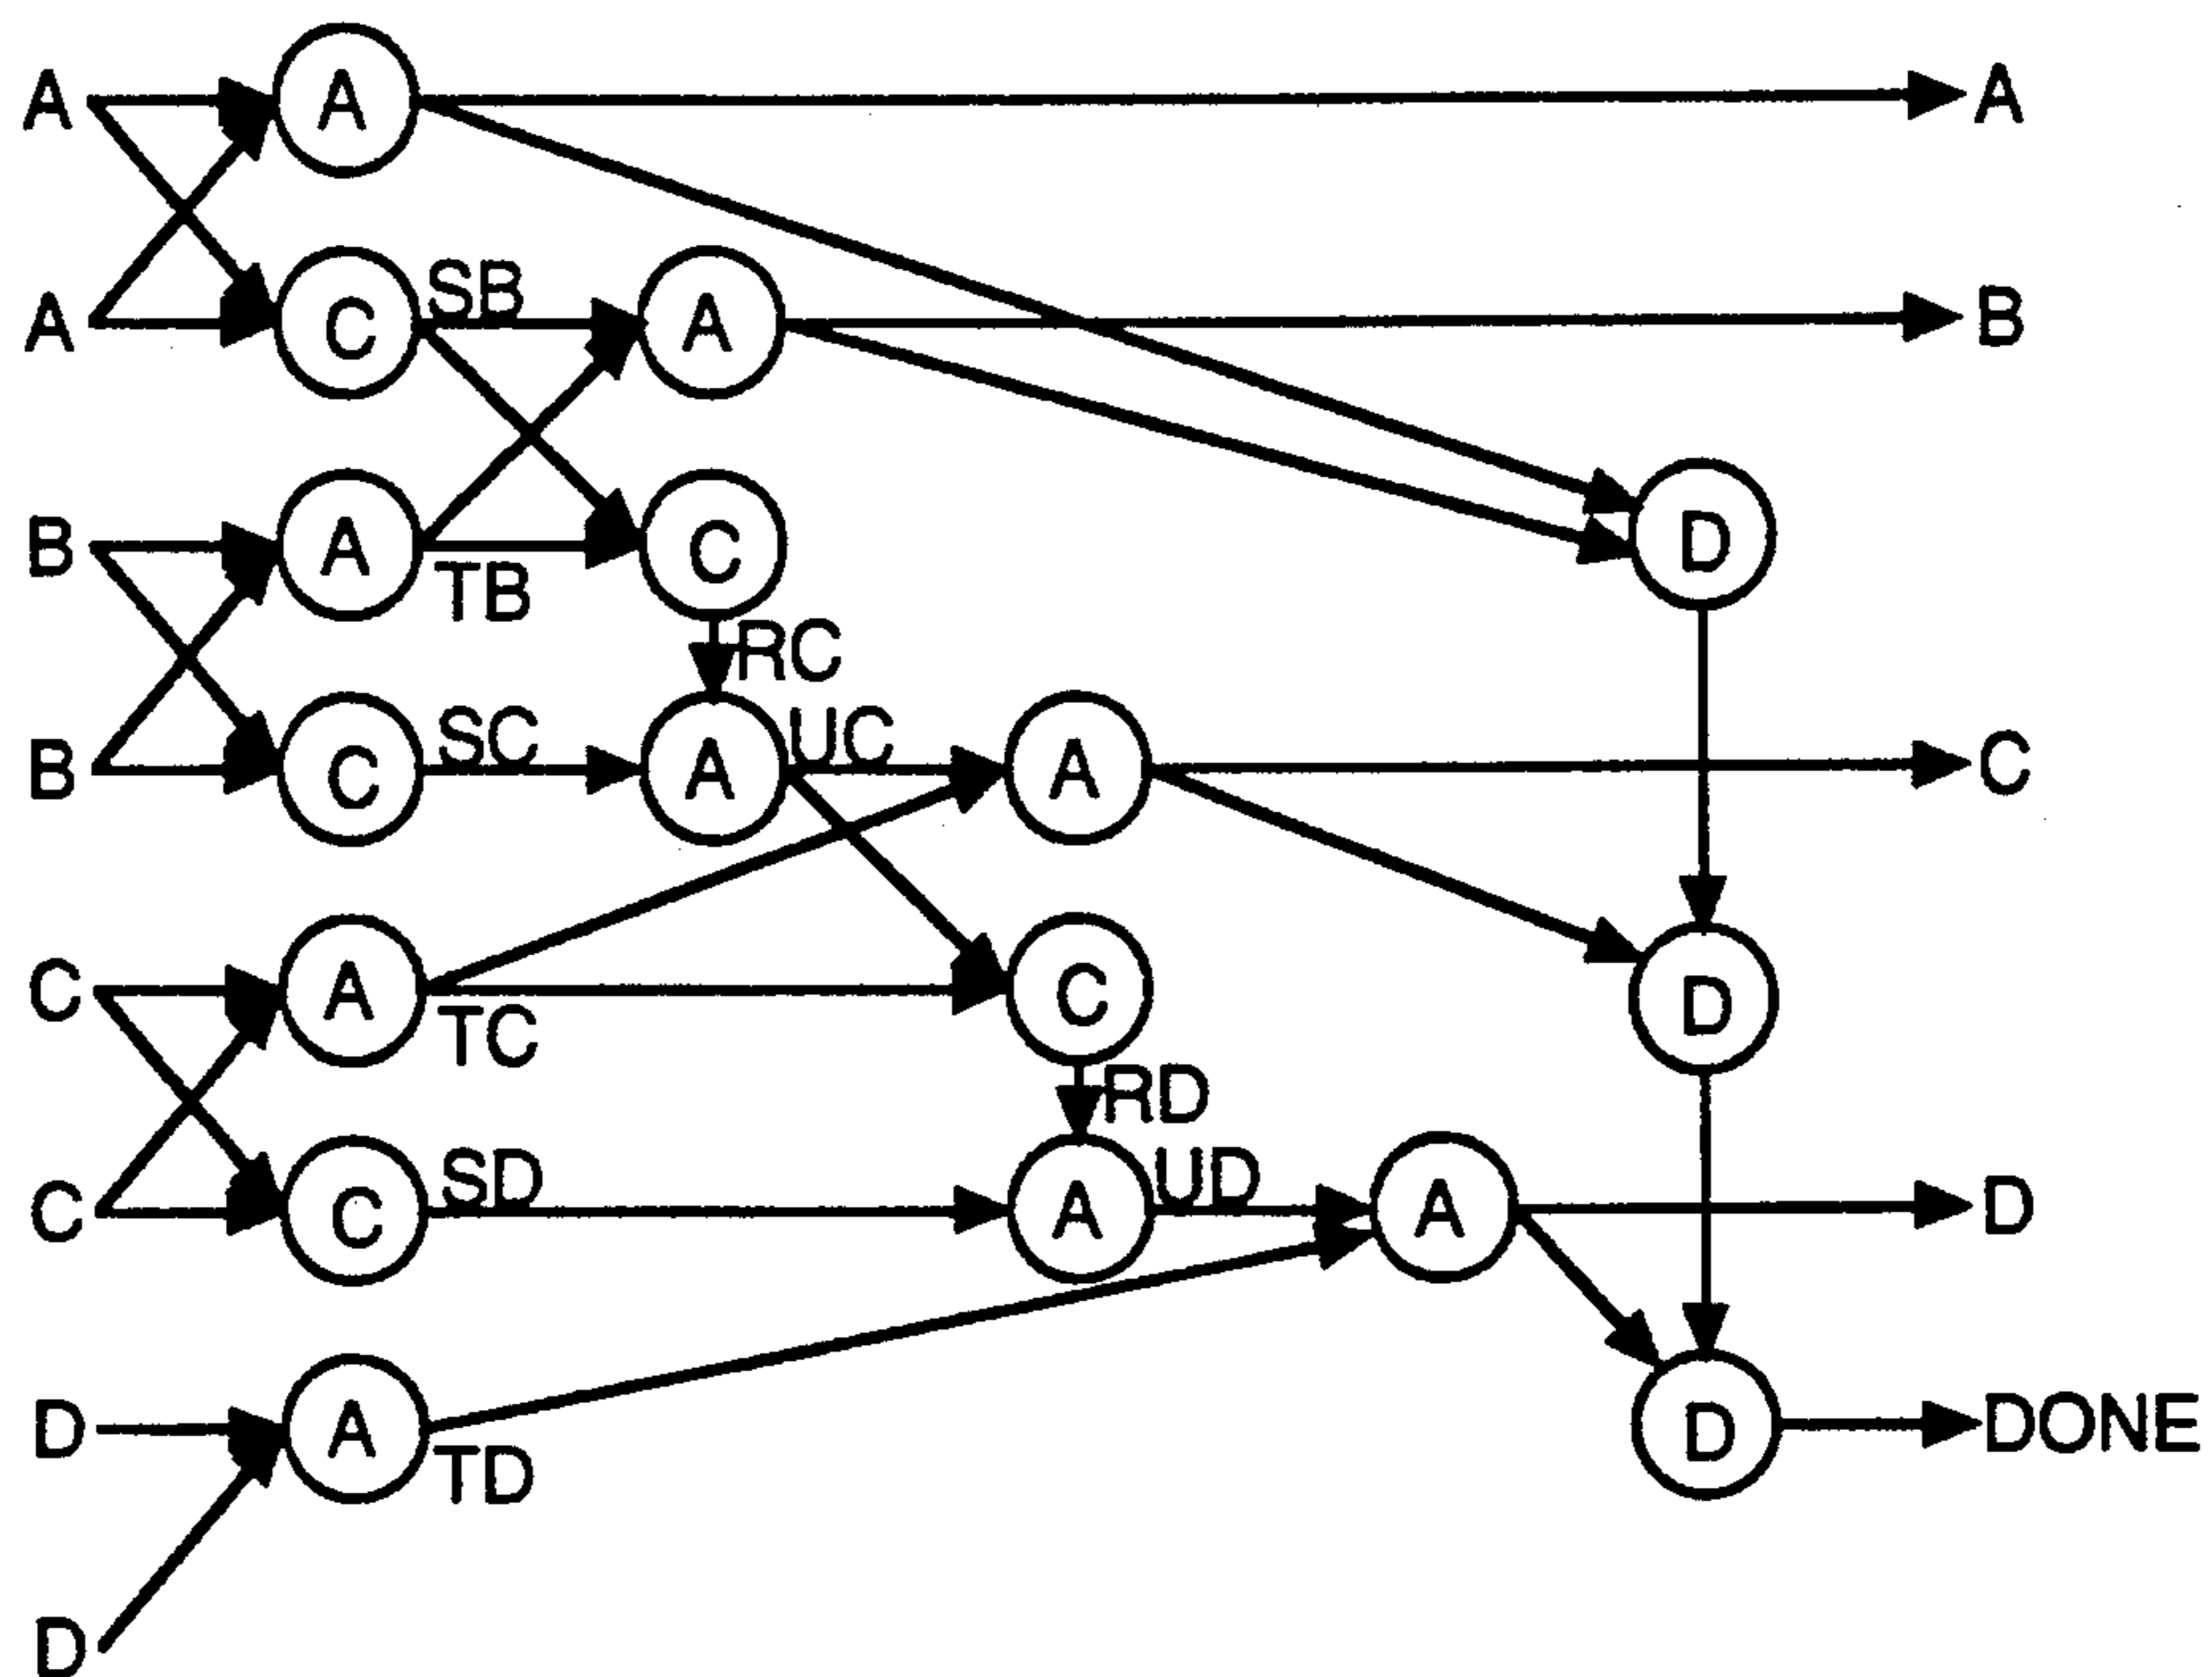 A A A
A C SB A B
B A TB C D
RC
B C SC A UC A C
C A TC C D
RD
C C SD A UD A D
D A TD D DONE
D